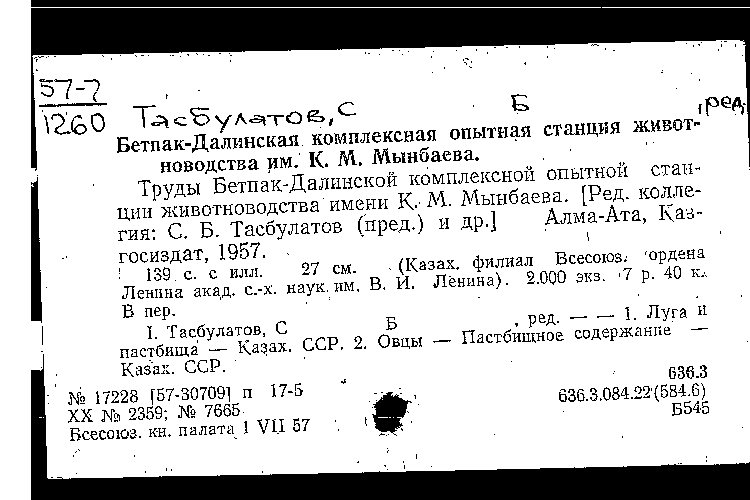 57-7
1260 Тасбулатов, С Б , ред.
Бетпак-Далинская комплексная опытная станция живот-
новодства им. К. М. Мынбаева.
Труды Бетпак-Далинской комплексной опытной стан-
ции животноводства имени К. М. Мынбаева. [Ред. колле-
гия: С. Б. Тасбулатов (пред.) и др.] Алма-Ата, Каз-
госиздат, 1957.
139 с. с илл. 27 см. (Казах. филиал Всесоюз. ордена
Ленина акад. с.-х. наук им. В. И. Ленина). 2.000 экз. 7 р. 40 к.
В пер.
I. Тасбулатов, С Б , ред. — — 1. Луга и
пастбища — Казах. ССР. 2. Овцы — Пастбищное содержание —
Казах. ССР.
636.3
№ 17228 [57-30709] п 17-5 636.3.084.22(584.6)
XX № 2359; № 7665 Б545
Всесоюз. кн. палата 1 VII 57